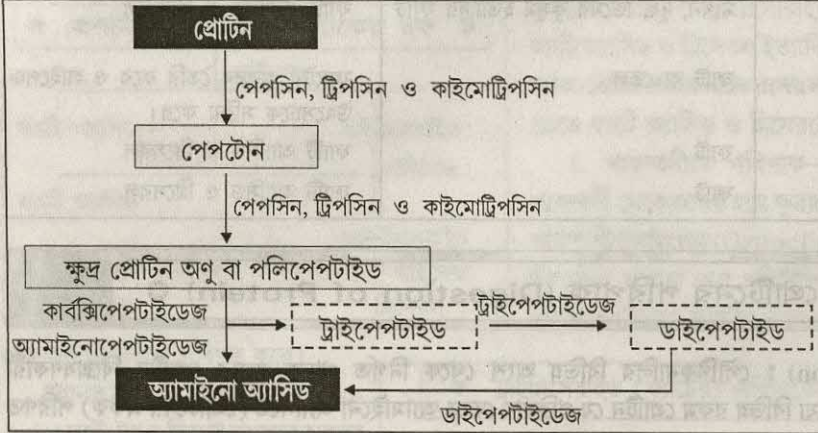 প্রোটিন
পেপসিন, ট্রিপসিন ও কাইমোট্রিপসিন
পেপটোন
পেপসিন, ট্রিপসিন ও কাইমোট্রিপসিন
ক্ষুদ্র প্রোটিন অণু বা পলিপেপটাইড
কার্বক্সিপেপটাইডেজ
অ্যামাইনোপেপটাইডেজ
ট্রাইপেপটাইড
ট্রাইপেপটাইডেজ
ডাইপেপটাইড
ডাইপেপটাইডেজ
অ্যামাইনো অ্যাসিড